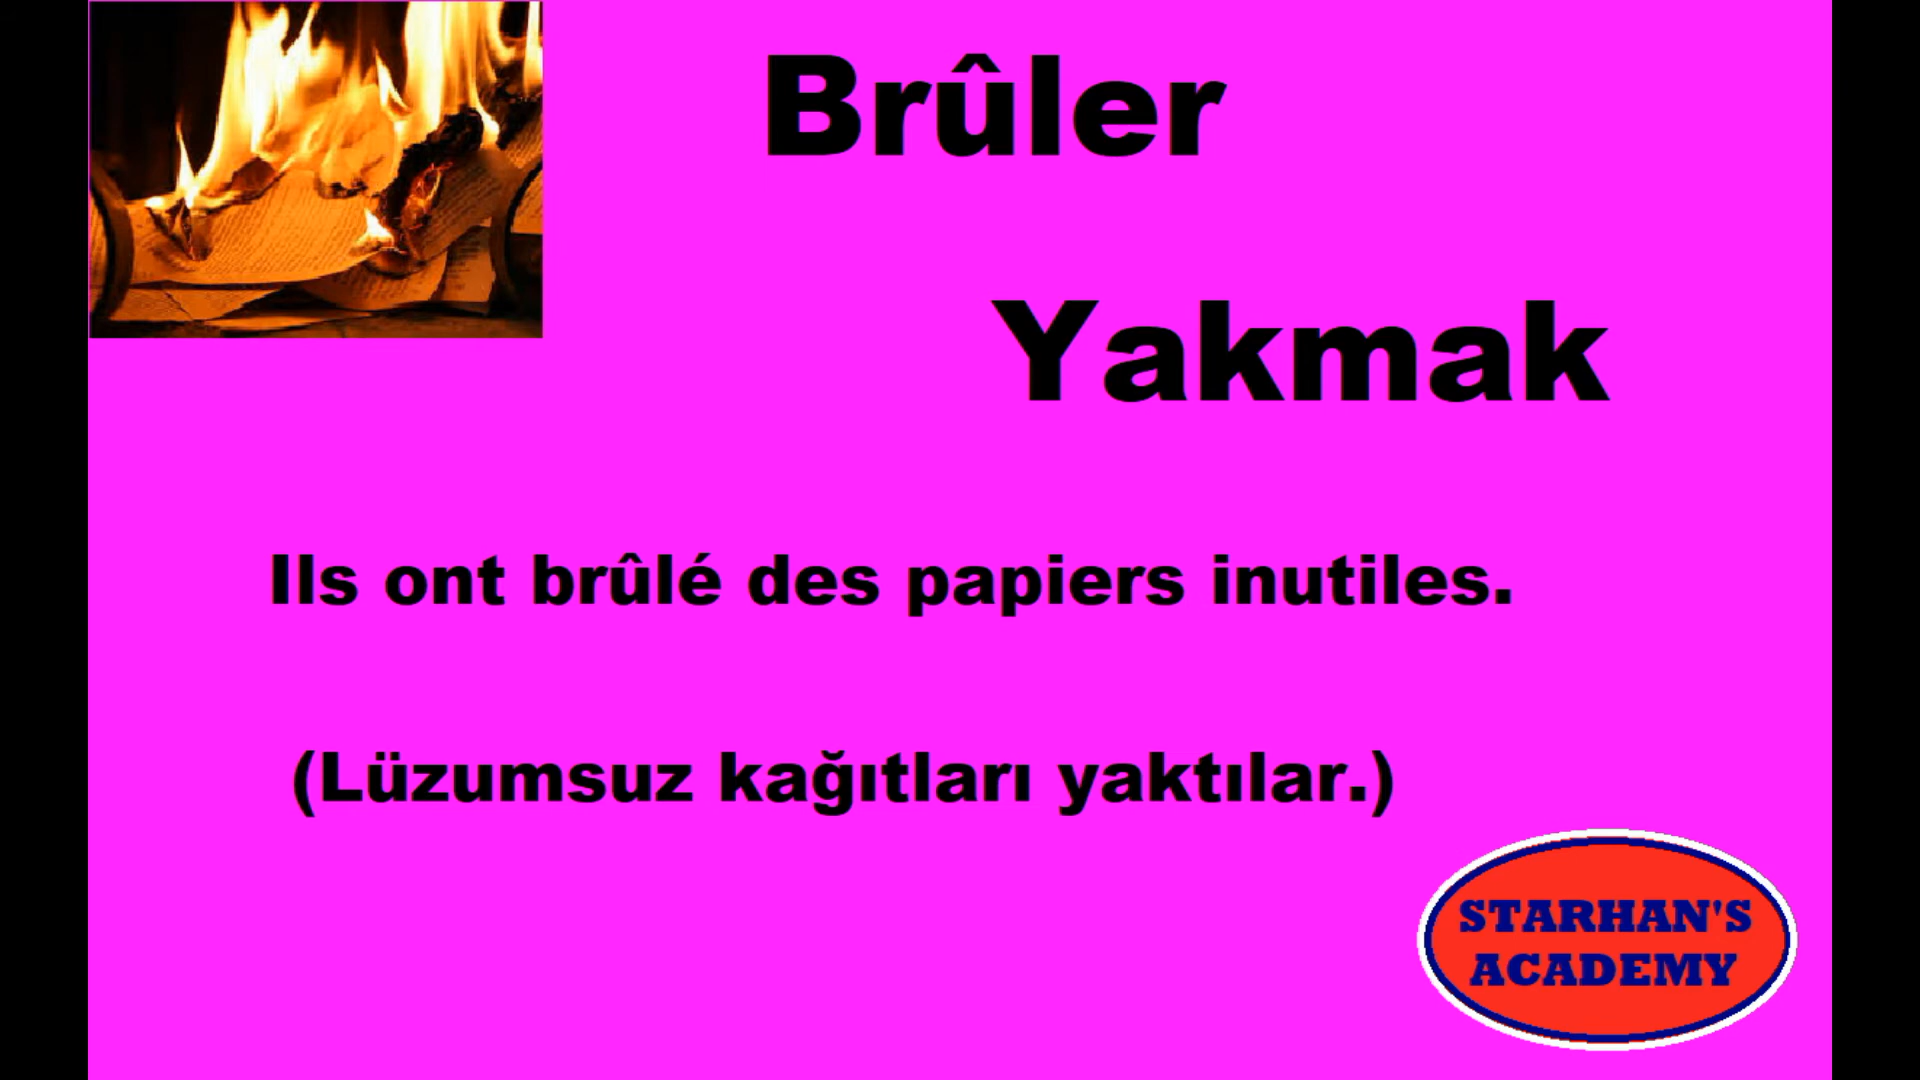 Brûler
Yakmak
Ils ont brûlé des papiers inutiles.
(Lüzumsuz kağıtları yaktılar.)
STARHAN'S
ACADEMY